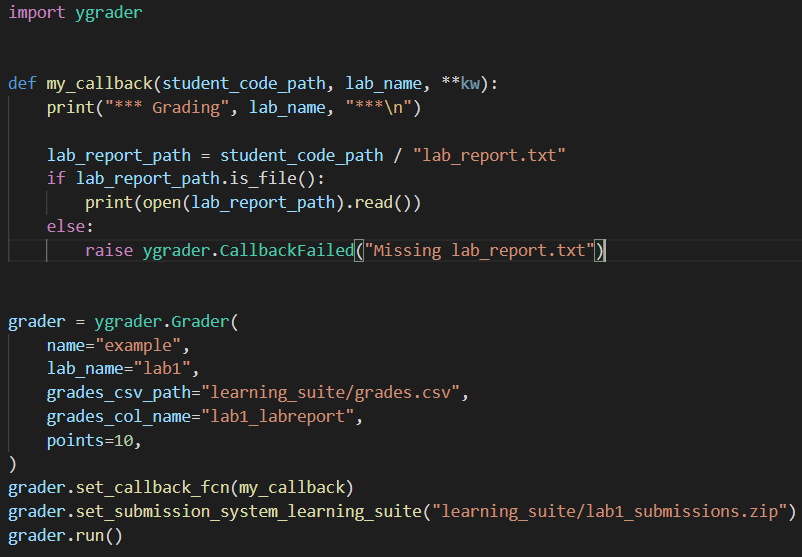 import ygrader
def my_callback(student_code_path, lab_name, **kw):
    print("*** Grading", lab_name, "***\n")
    lab_report_path = student_code_path / "lab_report.txt"
    if lab_report_path.is_file():
        print(open(lab_report_path).read())
    else:
        raise ygrader.CallbackFailed("Missing lab_report.txt")
grader = ygrader.Grader(
    name="example",
    lab_name="lab1",
    grades_csv_path="learning_suite/grades.csv",
    grades_col_name="lab1_labreport",
    points=10,
)
grader.set_callback_fcn(my_callback)
grader.set_submission_system_learning_suite("learning_suite/lab1_submissions.zip")
grader.run()